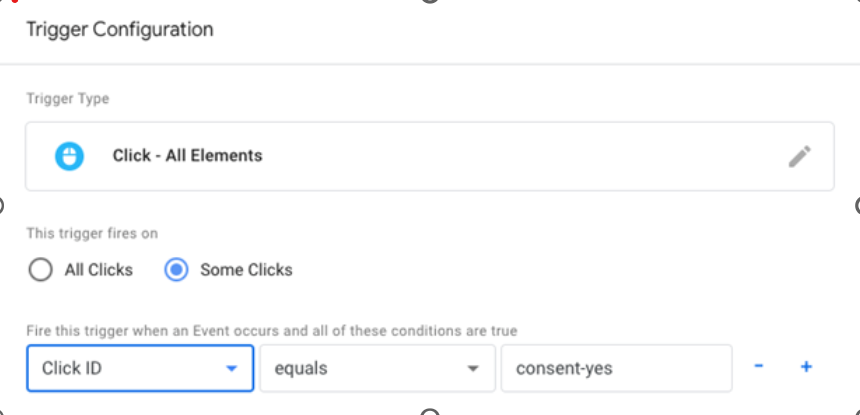 Trigger Configuration
Trigger Type
Click - All Elements
This trigger fires on
All Clicks Some Clicks
Fire this trigger when an Event occurs and all of these conditions are true
Click ID equals consent-yes - +